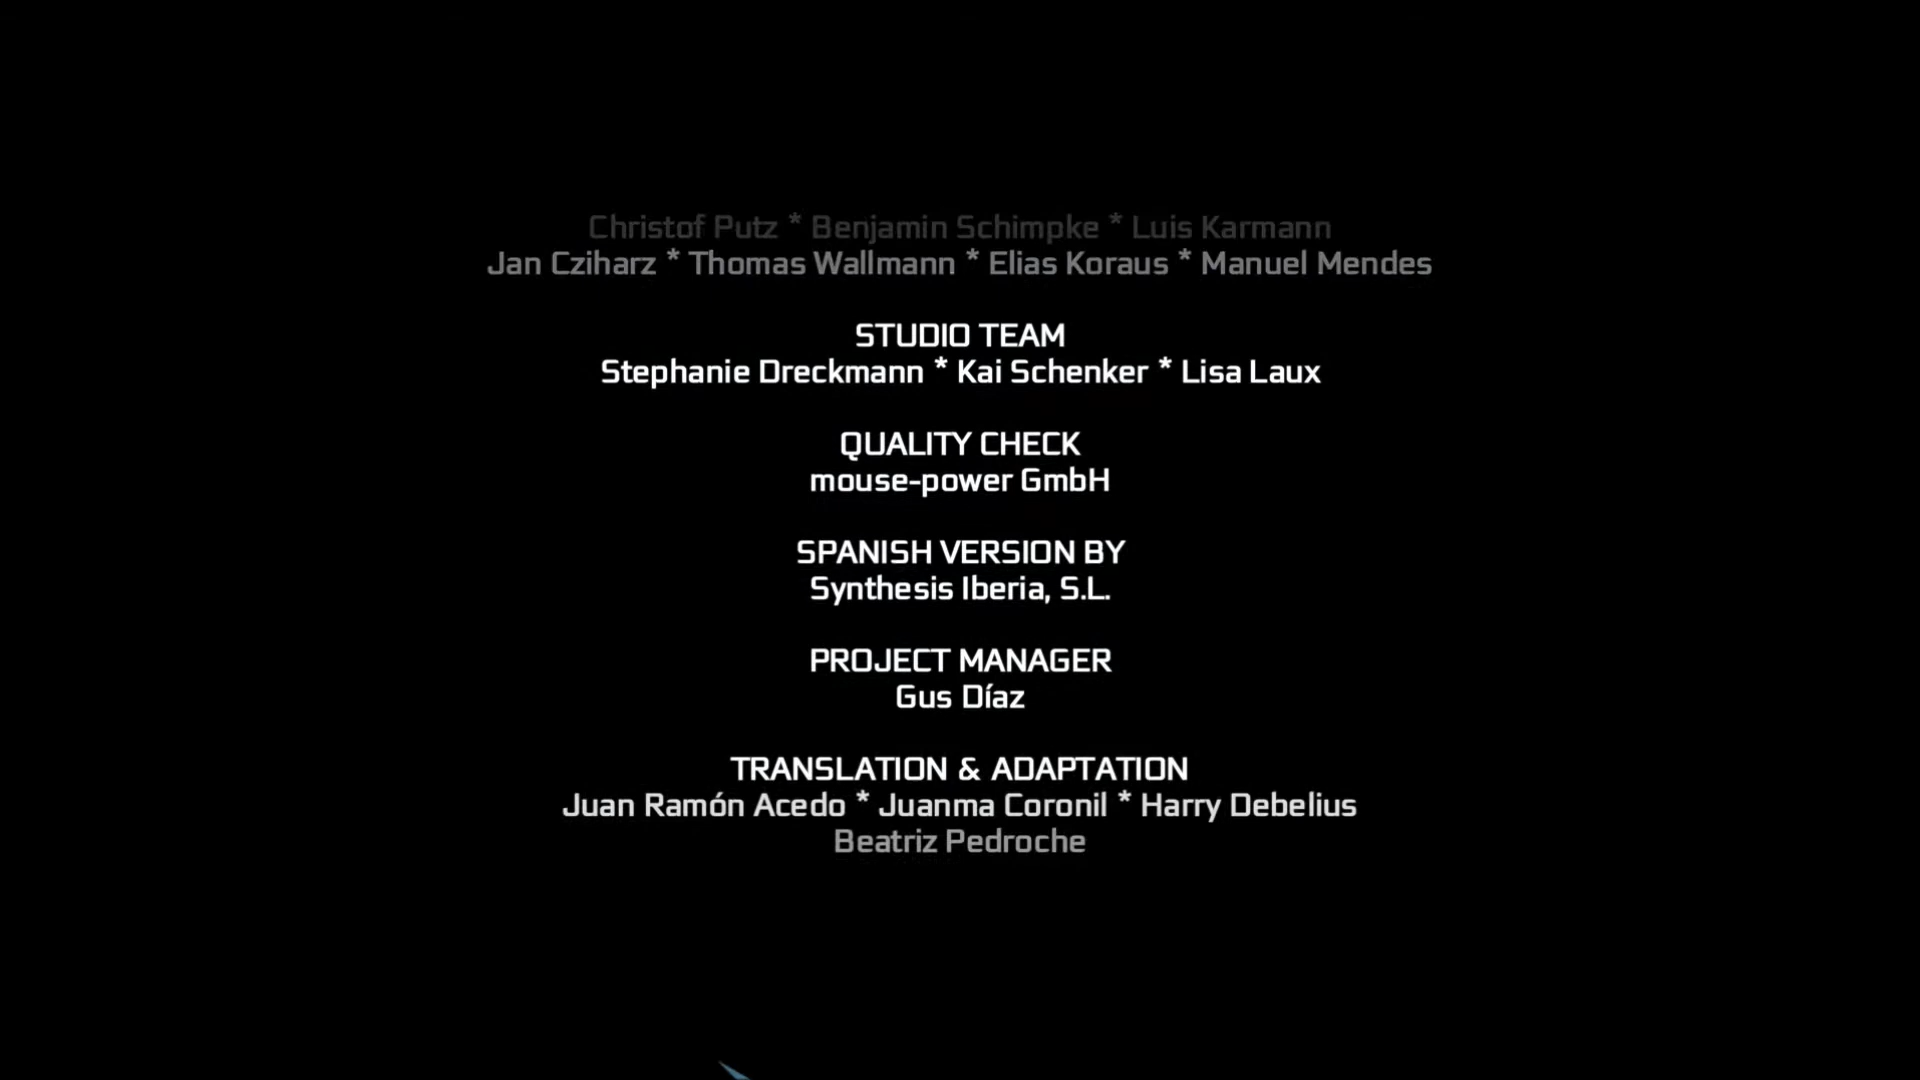 Christof Putz * Benjamin Schimpke * Luis Karmann
Jan Cziharz * Thomas Wallmann * Elias Koraus * Manuel Mendes
STUDIO TEAM
Stephanie Dreckmann * Kai Schenker * Lisa Laux
QUALITY CHECK
mouse-power GmbH
SPANISH VERSION BY
Synthesis Iberia, S.L.
PROJECT MANAGER
Gus Díaz
TRANSLATION & ADAPTATION
Juan Ramón Acedo * Juanma Coronil * Harry Debelius
Beatriz Pedroche